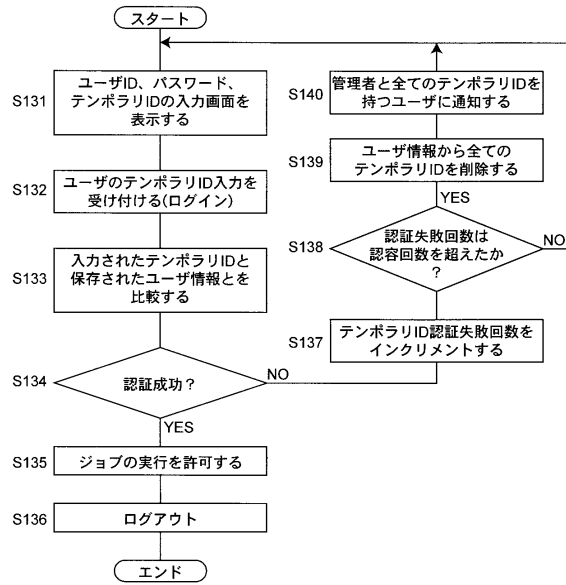 スタート
S131
ユーザID、パスワード、
テンポラリIDの入力画面を
表示する
S132
ユーザのテンポラリID入力を
受け付ける(ログイン)
S133
入力されたテンポラリIDと
保存されたユーザ情報とを
比較する
S134
認証成功？
NO
YES
S135
ジョブの実行を許可する
S136
ログアウト
エンド
S140
管理者と全てのテンポラリIDを
持つユーザに通知する
S139
ユーザ情報から全ての
テンポラリIDを削除する
YES
S138
認証失敗回数は
認容回数を超えたか
？
NO
S137
テンポラリID認証失敗回数を
インクリメントする